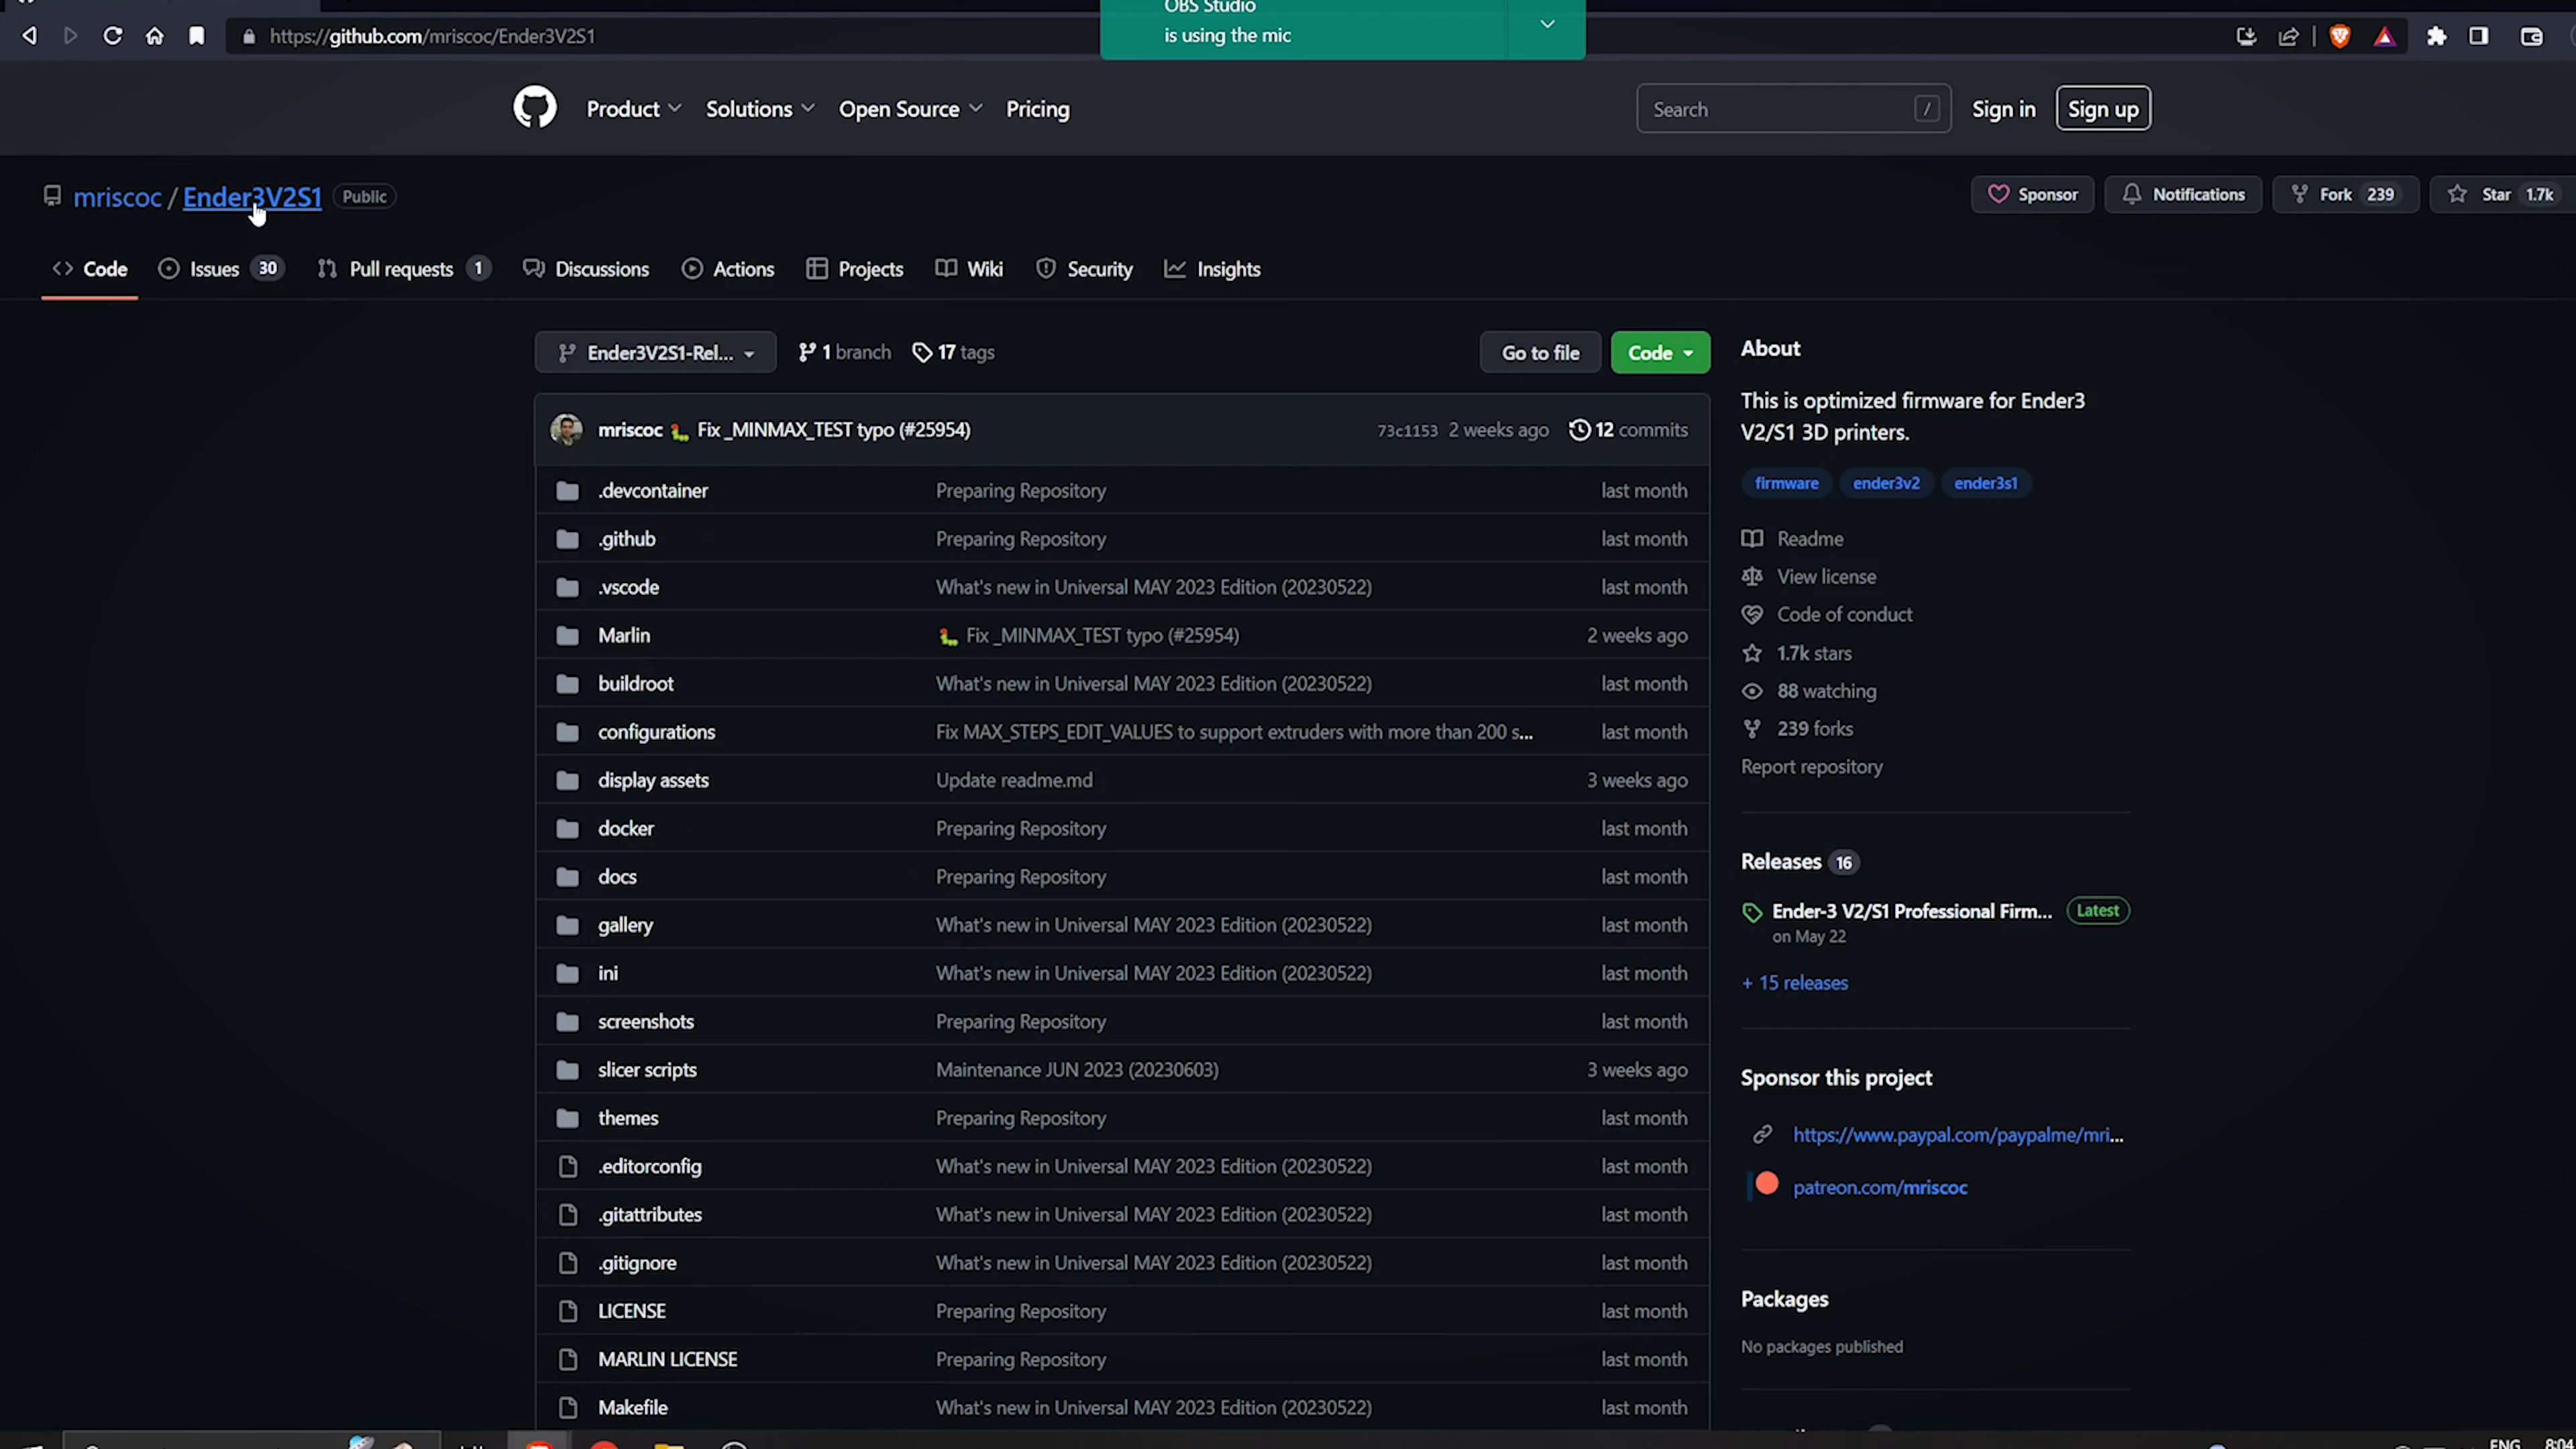 OBS Studio
is using the mic
https://github.com/mriscoc/Ender3V2S1
Product Solutions Open Source Pricing
Search / Sign in Sign up
mriscoc / Ender3V2S1 Public
Sponsor Notifications Fork 239 Star 1.7k
Code Issues 30 Pull requests 1 Discussions Actions Projects Wiki Security Insights
Ender3V2S1-Rel... 1 branch 17 tags Go to file Code
mriscoc Fix _MINMAX_TEST typo (#25954) 73c1153 2 weeks ago 12 commits
.devcontainer Preparing Repository last month
.github Preparing Repository last month
.vscode What's new in Universal MAY 2023 Edition (20230522) last month
Marlin Fix _MINMAX_TEST typo (#25954) 2 weeks ago
buildroot What's new in Universal MAY 2023 Edition (20230522) last month
configurations Fix MAX_STEPS_EDIT_VALUES to support extruders with more than 200 s... last month
display assets Update readme.md 3 weeks ago
docker Preparing Repository last month
docs Preparing Repository last month
gallery What's new in Universal MAY 2023 Edition (20230522) last month
ini What's new in Universal MAY 2023 Edition (20230522) last month
screenshots Preparing Repository last month
slicer scripts Maintenance JUN 2023 (20230603) 3 weeks ago
themes Preparing Repository last month
.editorconfig What's new in Universal MAY 2023 Edition (20230522) last month
.gitattributes What's new in Universal MAY 2023 Edition (20230522) last month
.gitignore What's new in Universal MAY 2023 Edition (20230522) last month
LICENSE Preparing Repository last month
MARLIN LICENSE Preparing Repository last month
Makefile What's new in Universal MAY 2023 Edition (20230522) last month
About
This is optimized firmware for Ender3
V2/S1 3D printers.
firmware ender3v2 ender3s1
Readme
View license
Code of conduct
1.7k stars
88 watching
239 forks
Report repository
Releases 16
Ender-3 V2/S1 Professional Firm... Latest
on May 22
+ 15 releases
Sponsor this project
https://www.paypal.com/paypalme/mri...
patreon.com/mriscoc
Packages
No packages published
ENG 8:04